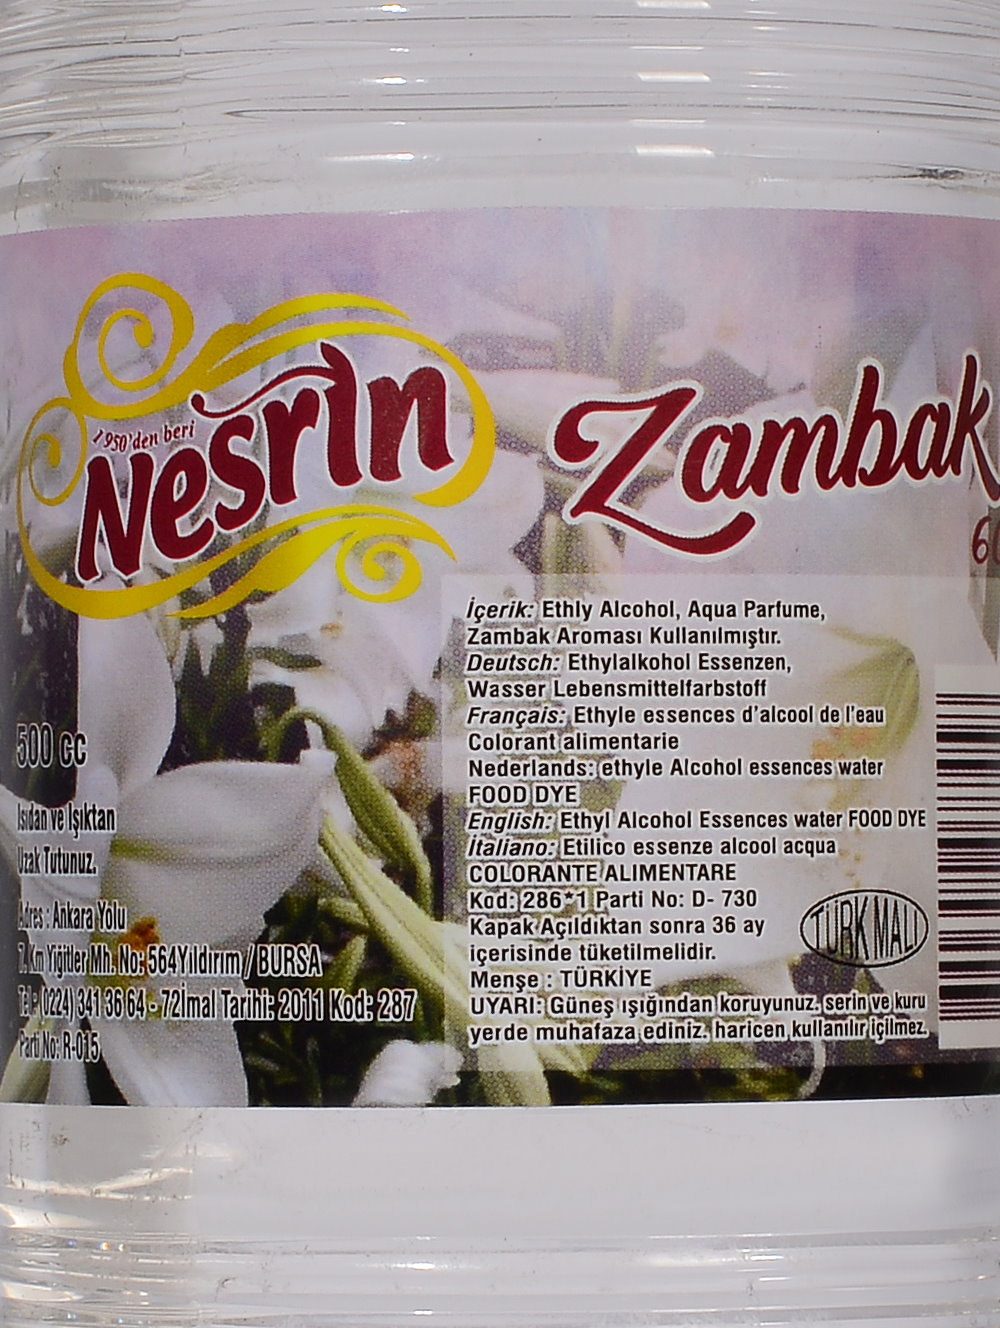 1950'den beri
Nesrin
Zambak
İçerik: Ethly Alcohol, Aqua Parfume,
Zambak Aroması Kullanılmıştır.
Deutsch: Ethylalkohol Essenzen,
Wasser Lebensmittelfarbstoff
Français: Ethyle essences d'alcool de l'eau
Colorant alimentarie
Nederlands: ethyle Alcohol essences water
FOOD DYE
English: Ethyl Alcohol Essences water FOOD DYE
İtaliano: Etilico essenze alcool acqua
COLORANTE ALIMENTARE
Kod: 286*1 Parti No: D- 730
Kapak Açıldıktan sonra 36 ay
içerisinde tüketilmelidir.
Menşe : TÜRKİYE
UYARI: Güneş ışığından koruyunuz. serin ve kuru
yerde muhafaza ediniz. haricen kullanılır içilmez.
TÜRK MALI
500 cc
Isıdan ve Işıktan
Uzak Tutunuz.
Adres : Ankara Yolu
7. Km Yiğitler Mh. No: 564Yıldırım / BURSA
Tel: (0224) 341 36 64 - 72İmal Tarihi: 2011 Kod: 287
Parti No: R-015